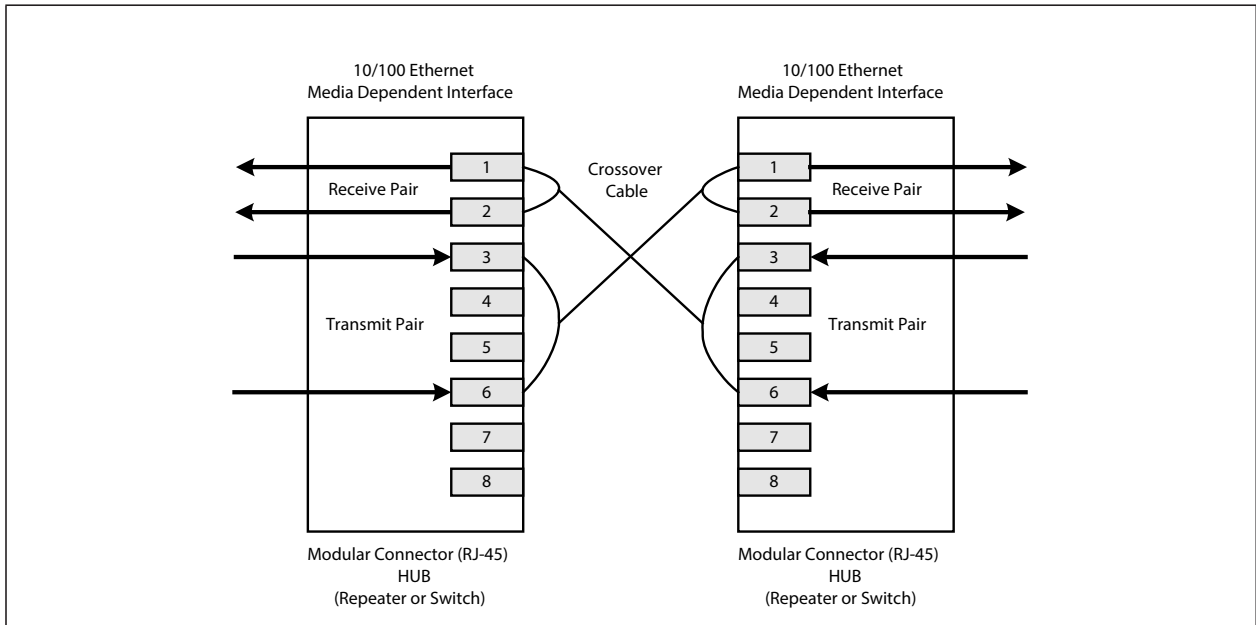 10/100 Ethernet
Media Dependent Interface
10/100 Ethernet
Media Dependent Interface
Crossover
Cable
1
Receive Pair
2
3
4
Transmit Pair
5
6
7
8
1
Receive Pair
2
3
4
Transmit Pair
5
6
7
8
Modular Connector (RJ-45)
HUB
(Repeater or Switch)
Modular Connector (RJ-45)
HUB
(Repeater or Switch)